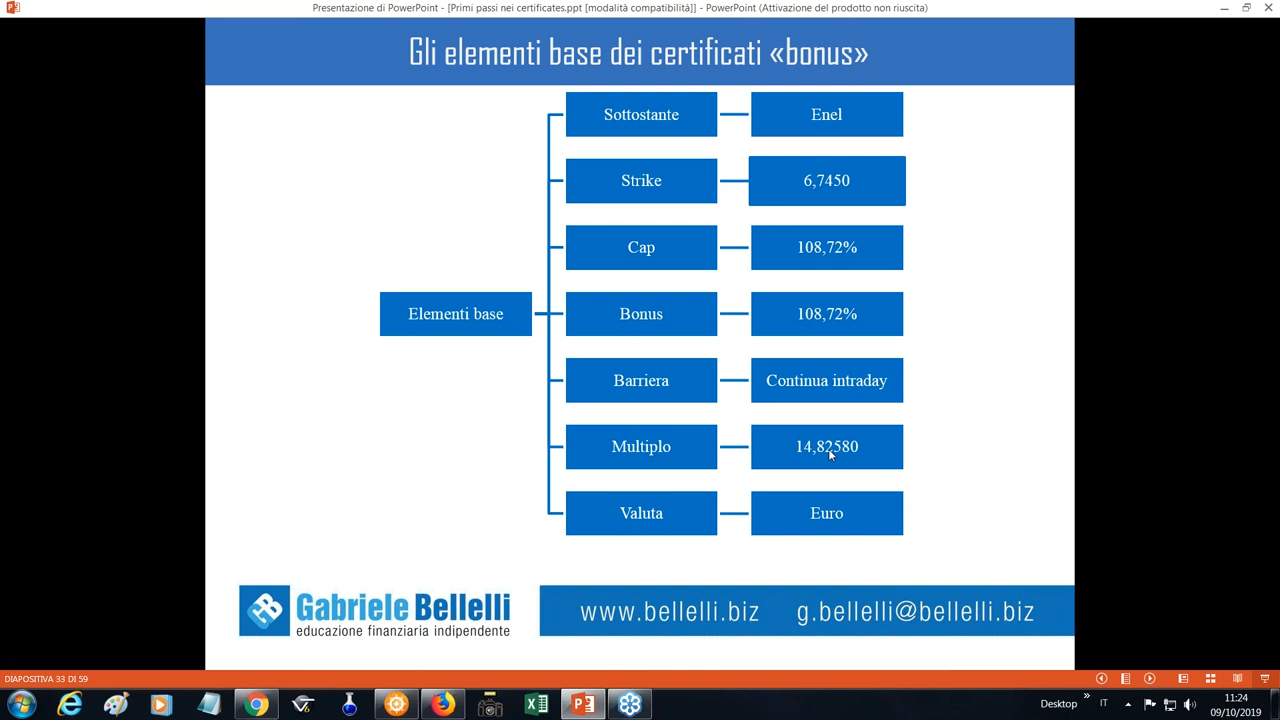 Presentazione di PowerPoint - [Primi passi nei certificates.ppt [modalità compatibilità]] - PowerPoint (Attivazione del prodotto non riuscita)
Gli elementi base dei certificati «bonus»
Elementi base
Sottostante
Enel
Strike
6,7450
Cap
108,72%
Bonus
108,72%
Barriera
Continua intraday
Multiplo
14,82580
Valuta
Euro
Gabriele Bellelli
educazione finanziaria indipendente
www.bellelli.biz g.bellelli@bellelli.biz
DIAPOSITIVA 33 DI 59
Desktop
IT
11:24
09/10/2019